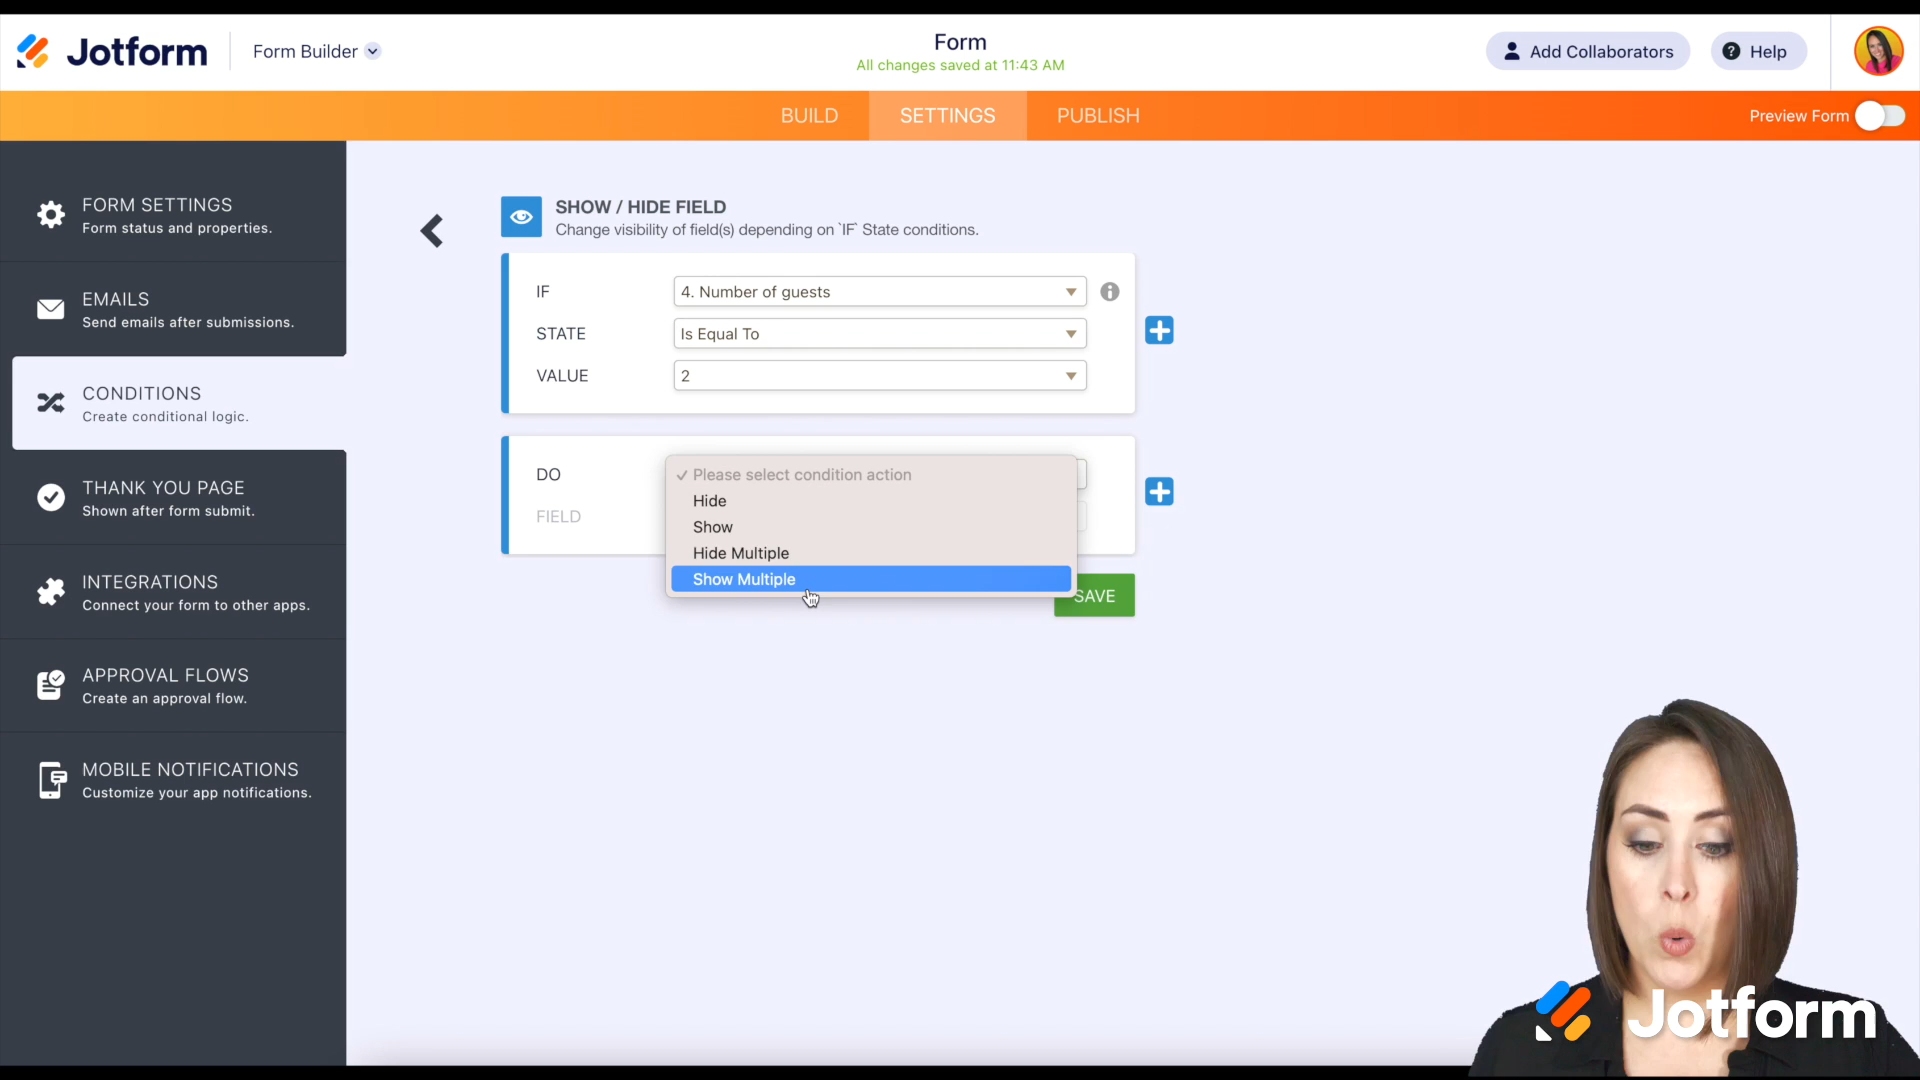 Jotform
Form Builder
Form
All changes saved at 11:43 AM
Add Collaborators
Help
BUILD
SETTINGS
PUBLISH
Preview Form
FORM SETTINGS
Form status and properties.
EMAILS
Send emails after submissions.
CONDITIONS
Create conditional logic.
THANK YOU PAGE
Shown after form submit.
INTEGRATIONS
Connect your form to other apps.
APPROVAL FLOWS
Create an approval flow.
MOBILE NOTIFICATIONS
Customize your app notifications.
SHOW / HIDE FIELD
Change visibility of field(s) depending on `IF` State conditions.
IF
4. Number of guests
STATE
Is Equal To
VALUE
2
DO
Please select condition action
Hide
FIELD
Show
Hide Multiple
Show Multiple
SAVE
Jotform